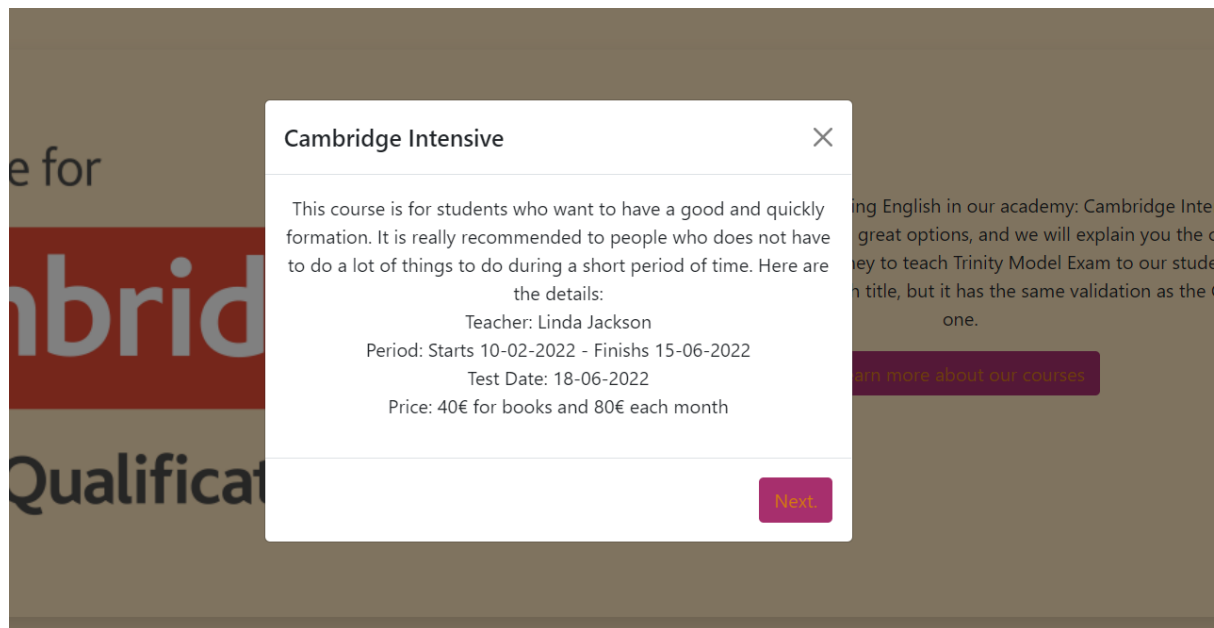 e for
Cambridge Intensive
This course is for students who want to have a good and quickly
formation. It is really recommended to people who does not have
to do a lot of things to do during a short period of time. Here are
the details:
Teacher: Linda Jackson
Period: Starts 10-02-2022 - Finishs 15-06-2022
Test Date: 18-06-2022
Price: 40€ for books and 80€ each month
Next.
nbrid
Qualificat
ing English in our academy: Cambridge Inte
great options, and we will explain you the
ey to teach Trinity Model Exam to our stude
title, but it has the same validation as the
one.
arn more about our courses